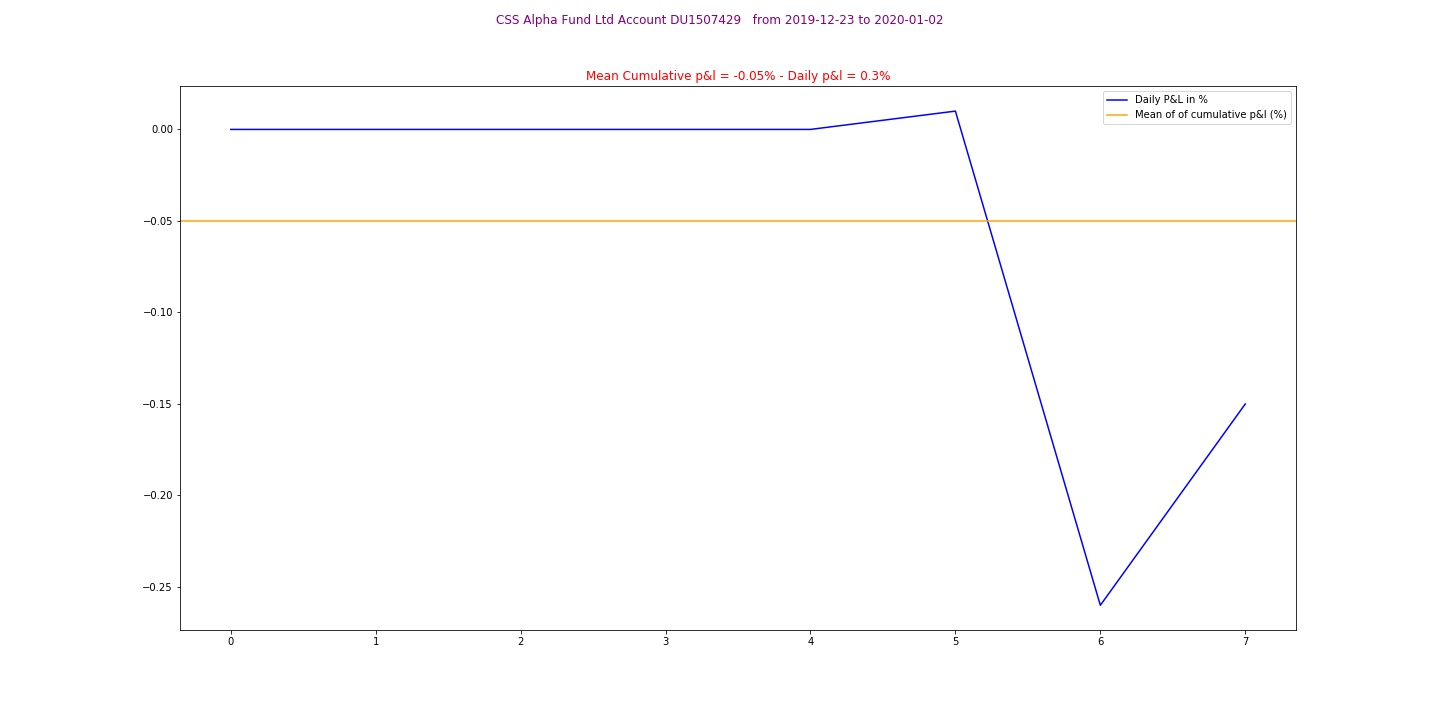 CSS Alpha Fund Ltd Account DU1507429   from 2019-12-23 to 2020-01-02
Mean Cumulative p&l = -0.05% - Daily p&l = 0.3%
Daily P&L in %
Mean of of cumulative p&l (%)
0.00
−0.05
−0.10
−0.15
−0.20
−0.25
0 1 2 3 4 5 6 7